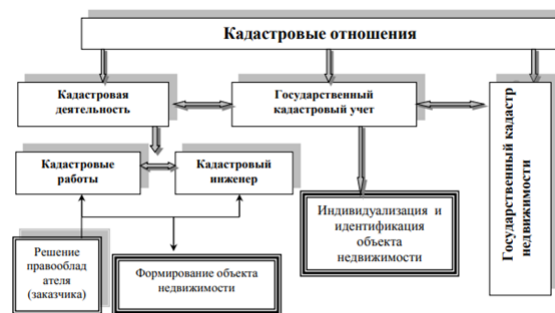 Кадастровые отношения
Кадастровая
деятельность
Государственный
кадастровый учет
Государственный кадастр
недвижимости
Кадастровые
работы
Кадастровый
инженер
Индивидуализация и
идентификация
объекта
недвижимости
Решение
правооблад
ателя
(заказчика)
Формирование объекта
недвижимости